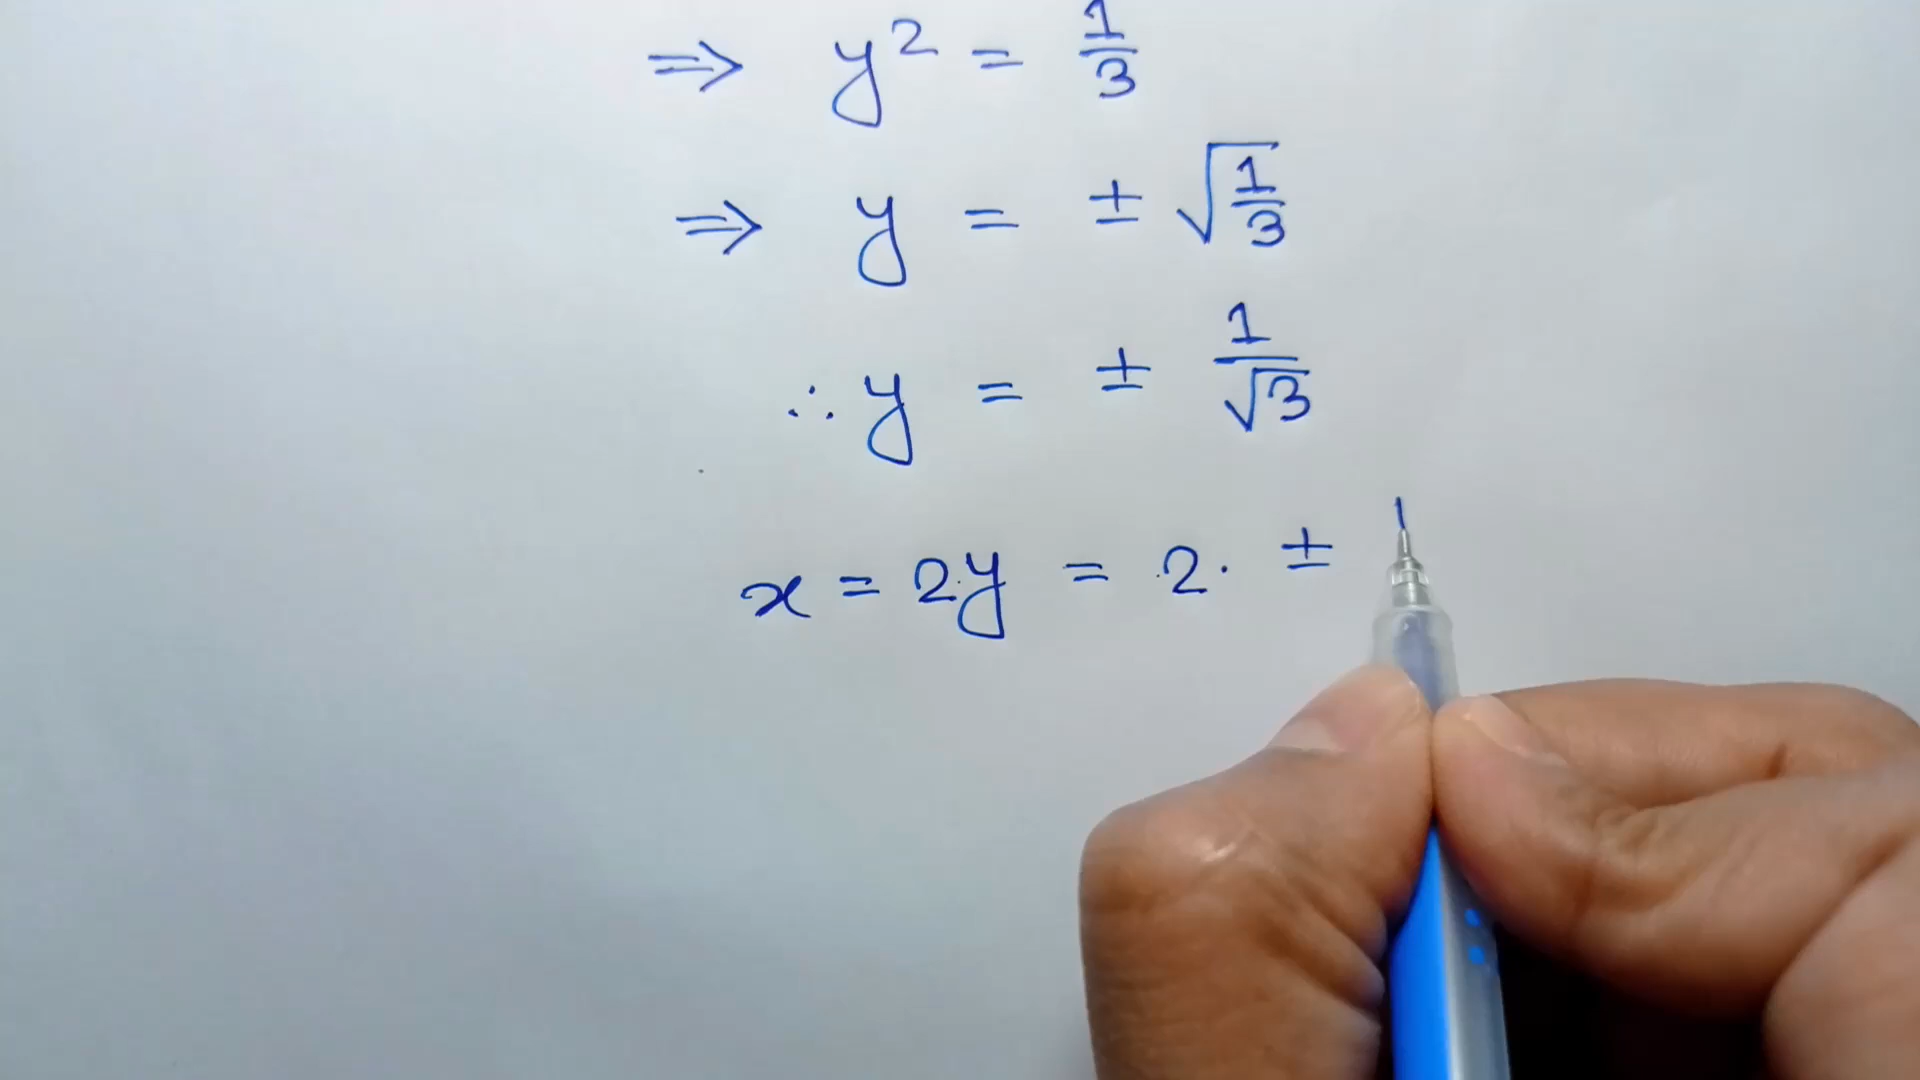 ⇒ y² = 1/3
⇒ y = ± √(1/3)
∴ y = ± 1/√3
x = 2y = 2. ± 1